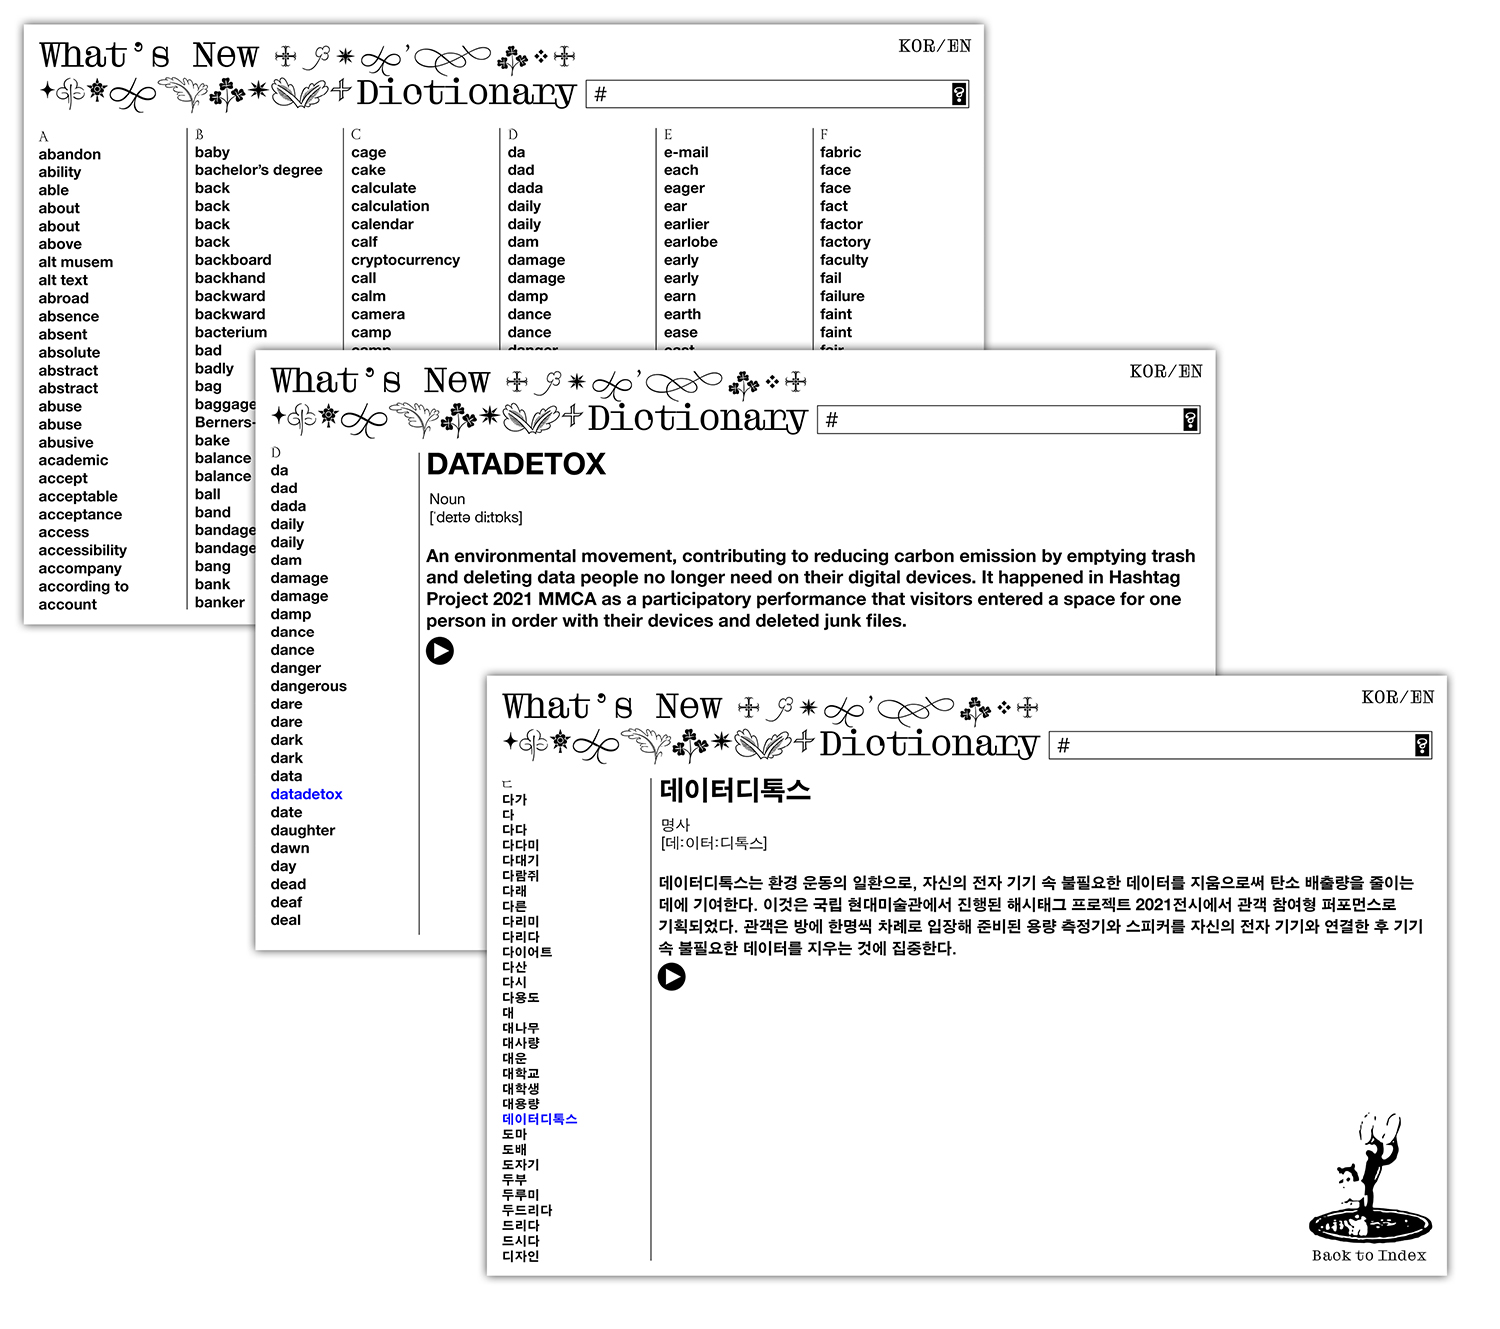 What's New
KOR/EN
Dictionary
#
A
abandon
ability
able
about
about
above
alt musem
alt text
abroad
absence
absent
absolute
abstract
abstract
abuse
abuse
abusive
academic
accept
acceptable
acceptance
access
accessibility
accompany
according to
account
B
baby
bachelor's degree
back
back
back
back
backboard
backhand
backward
backward
bacterium
bad
badly
bag
baggage
Berners-
bake
balance
balance
ball
band
bandage
bandage
bang
bank
banker
C
cage
cake
calculate
calculation
calendar
calf
cryptocurrency
call
calm
camera
camp
D
da
dad
dada
daily
daily
dam
damage
damage
damp
dance
dance
E
e-mail
each
eager
ear
earlier
earlobe
early
early
earn
earth
ease
F
fabric
face
face
fact
factor
factory
faculty
fail
failure
faint
faint
What's New
KOR/EN
Dictionary
#
D
da
dad
dada
daily
daily
dam
damage
damage
damp
dance
dance
danger
dangerous
dare
dare
dark
dark
data
datadetox
date
daughter
dawn
day
dead
deaf
deal
DATADETOX
Noun
[ˈdeɪtə diːtɒks]
An environmental movement, contributing to reducing carbon emission by emptying trash
and deleting data people no longer need on their digital devices. It happened in Hashtag
Project 2021 MMCA as a participatory performance that visitors entered a space for one
person in order with their devices and deleted junk files.
What's New
KOR/EN
Dictionary
#
ㄷ
다가
다
다다
다다미
다대기
다람쥐
다래
다른
다리미
다리다
다이어트
다산
다시
다용도
대
대나무
대사량
대운
대학교
대학생
대용량
데이터디톡스
도마
도배
도자기
두부
두루미
두드리다
드리다
드시다
디자인
데이터디톡스
명사
[데:이터:디톡스]
데이터디톡스는 환경 운동의 일환으로, 자신의 전자 기기 속 불필요한 데이터를 지움으로써 탄소 배출량을 줄이는
데에 기여한다. 이것은 국립 현대미술관에서 진행된 해시태그 프로젝트 2021전시에서 관객 참여형 퍼포먼스로
기획되었다. 관객은 방에 한명씩 차례로 입장해 준비된 용량 측정기와 스피커를 자신의 전자 기기와 연결한 후 기기
속 불필요한 데이터를 지우는 것에 집중한다.
Back to Index